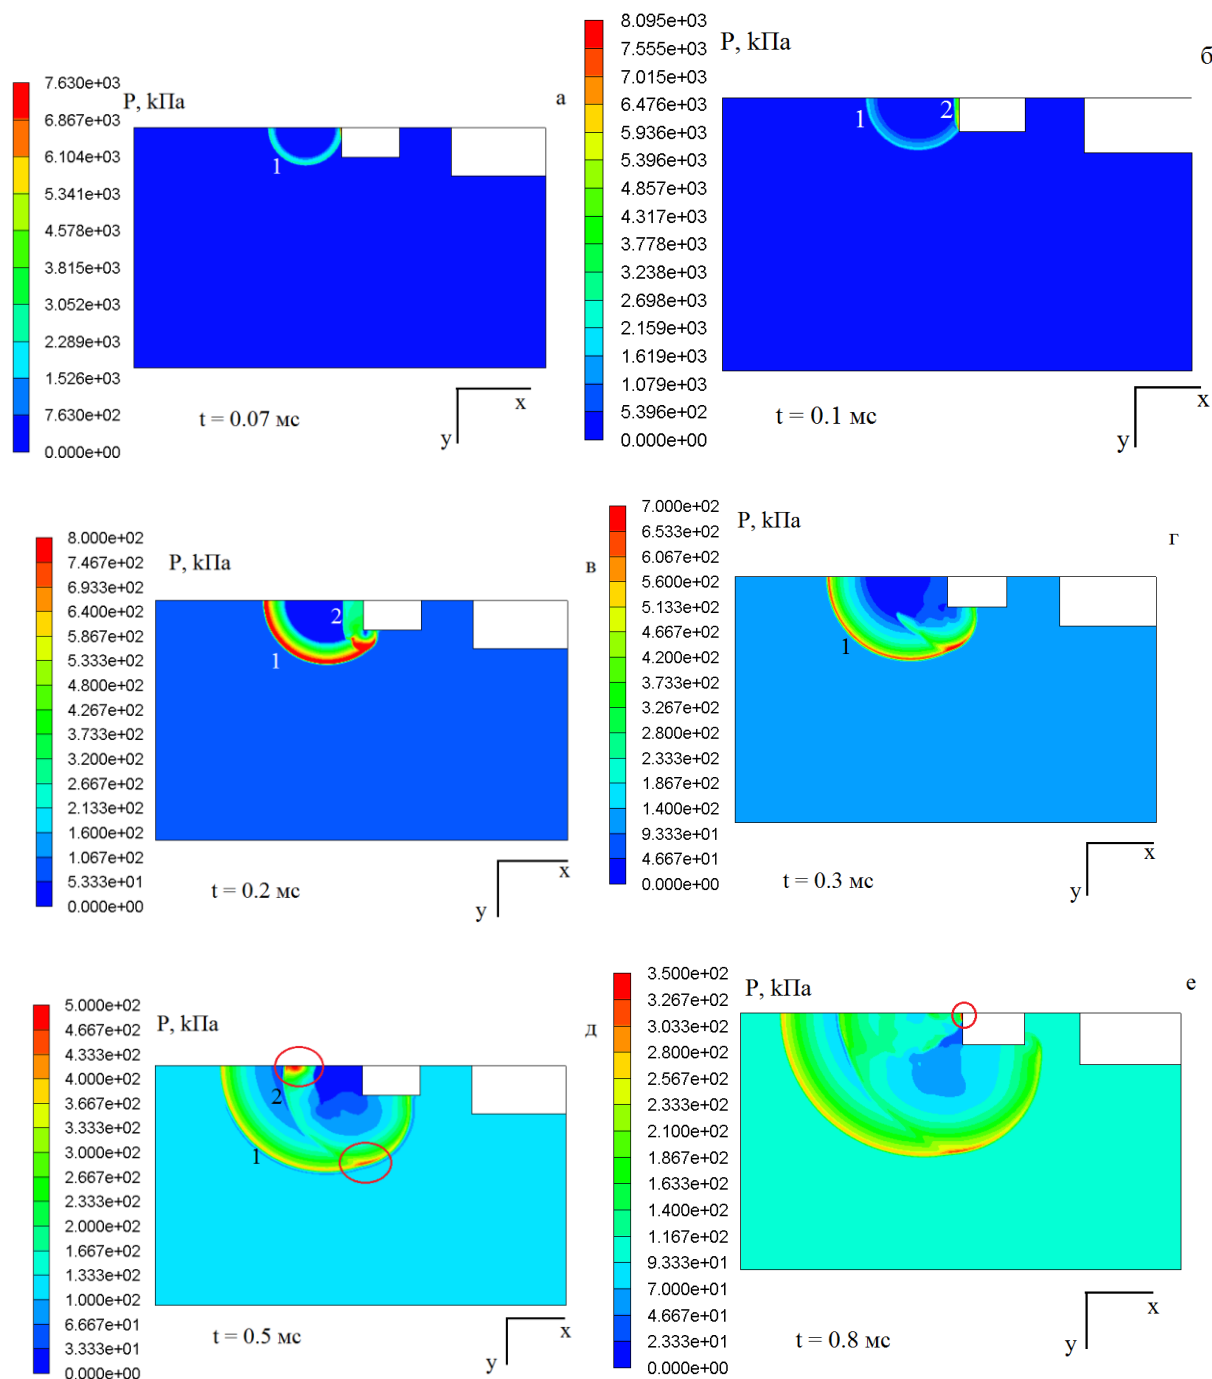 P, кПа
а
7.630e+03
6.867e+03
6.104e+03
5.341e+03
4.578e+03
3.815e+03
3.052e+03
2.289e+03
1.526e+03
7.630e+02
0.000e+00
1
t = 0.07 мс
x
y
P, кПа
б
8.095e+03
7.555e+03
7.015e+03
6.476e+03
5.936e+03
5.396e+03
4.857e+03
4.317e+03
3.778e+03
3.238e+03
2.698e+03
2.159e+03
1.619e+03
1.079e+03
5.396e+02
0.000e+00
1
2
t = 0.1 мс
x
y
P, кПа
в
8.000e+02
7.467e+02
6.933e+02
6.400e+02
5.867e+02
5.333e+02
4.800e+02
4.267e+02
3.733e+02
3.200e+02
2.667e+02
2.133e+02
1.600e+02
1.067e+02
5.333e+01
0.000e+00
2
1
t = 0.2 мс
x
y
P, кПа
г
7.000e+02
6.533e+02
6.067e+02
5.600e+02
5.133e+02
4.667e+02
4.200e+02
3.733e+02
3.267e+02
2.800e+02
2.333e+02
1.867e+02
1.400e+02
9.333e+01
4.667e+01
0.000e+00
1
t = 0.3 мс
x
y
P, кПа
д
5.000e+02
4.667e+02
4.333e+02
4.000e+02
3.667e+02
3.333e+02
3.000e+02
2.667e+02
2.333e+02
2.000e+02
1.667e+02
1.333e+02
1.000e+02
6.667e+01
3.333e+01
0.000e+00
2
1
t = 0.5 мс
x
y
P, кПа
е
3.500e+02
3.267e+02
3.033e+02
2.800e+02
2.567e+02
2.333e+02
2.100e+02
1.867e+02
1.633e+02
1.400e+02
1.167e+02
9.333e+01
7.000e+01
4.667e+01
2.333e+01
0.000e+00
t = 0.8 мс
x
y